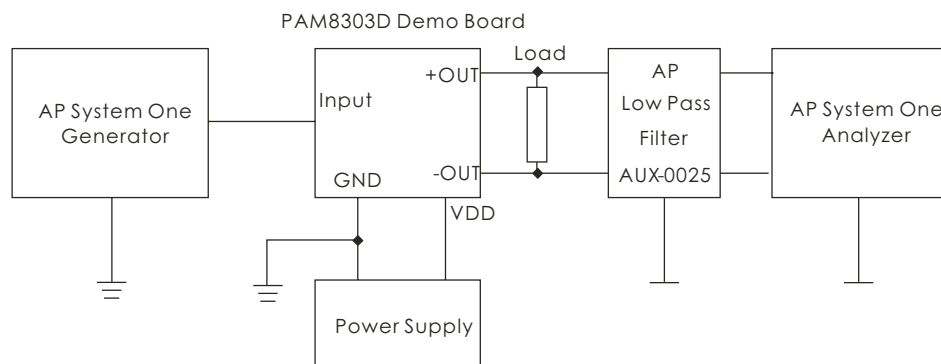 PAM8303D Demo Board
AP System One
Generator
Input
GND
+OUT
-OUT
VDD
Load
AP
Low Pass
Filter
AUX-0025
AP System One
Analyzer
Power Supply